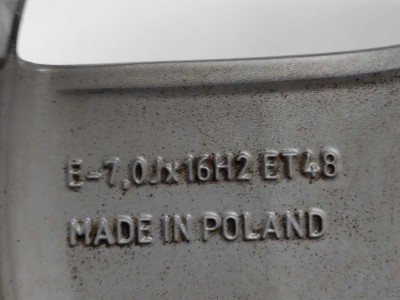 E-7,0Jx16H2 ET48
MADE IN POLAND